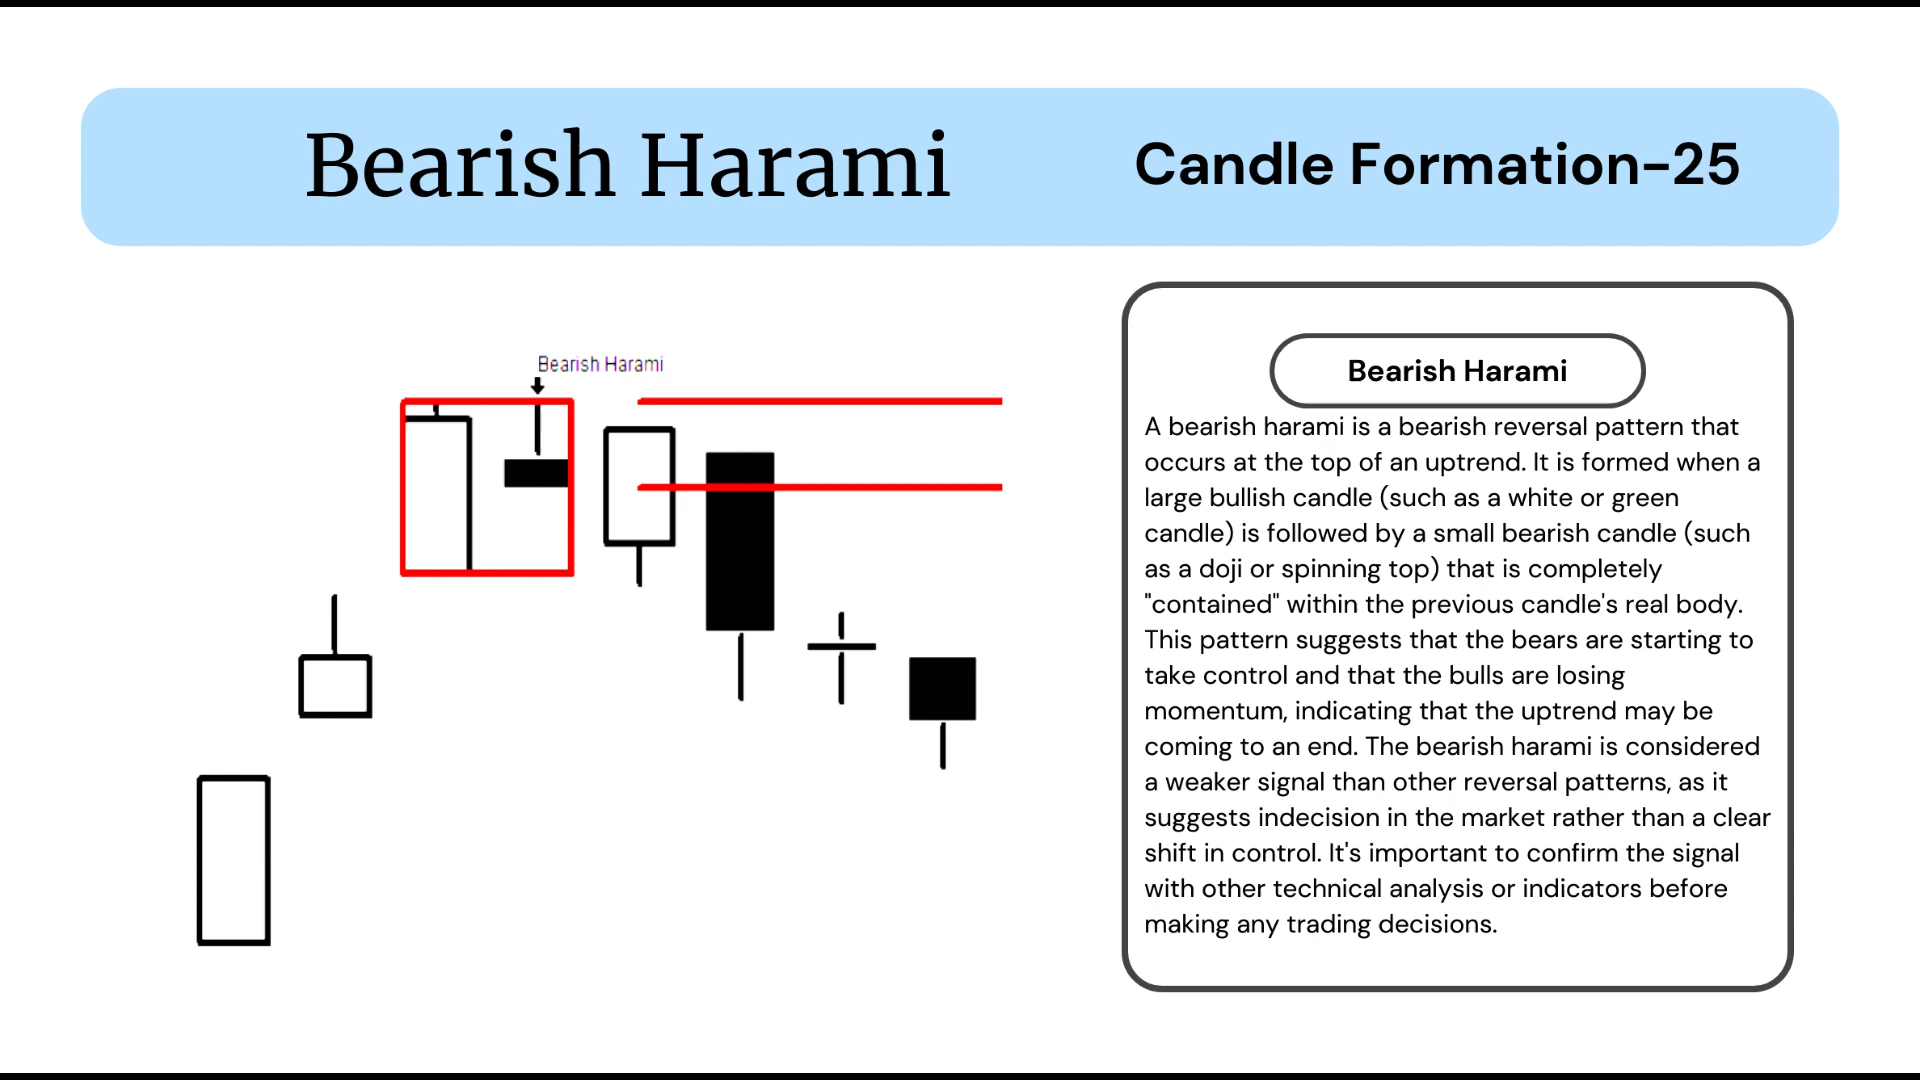 Bearish Harami
Candle Formation-25
Bearish Harami
Bearish Harami
A bearish harami is a bearish reversal pattern that
occurs at the top of an uptrend. It is formed when a
large bullish candle (such as a white or green
candle) is followed by a small bearish candle (such
as a doji or spinning top) that is completely
"contained" within the previous candle's real body.
This pattern suggests that the bears are starting to
take control and that the bulls are losing
momentum, indicating that the uptrend may be
coming to an end. The bearish harami is considered
a weaker signal than other reversal patterns, as it
suggests indecision in the market rather than a clear
shift in control. It's important to confirm the signal
with other technical analysis or indicators before
making any trading decisions.